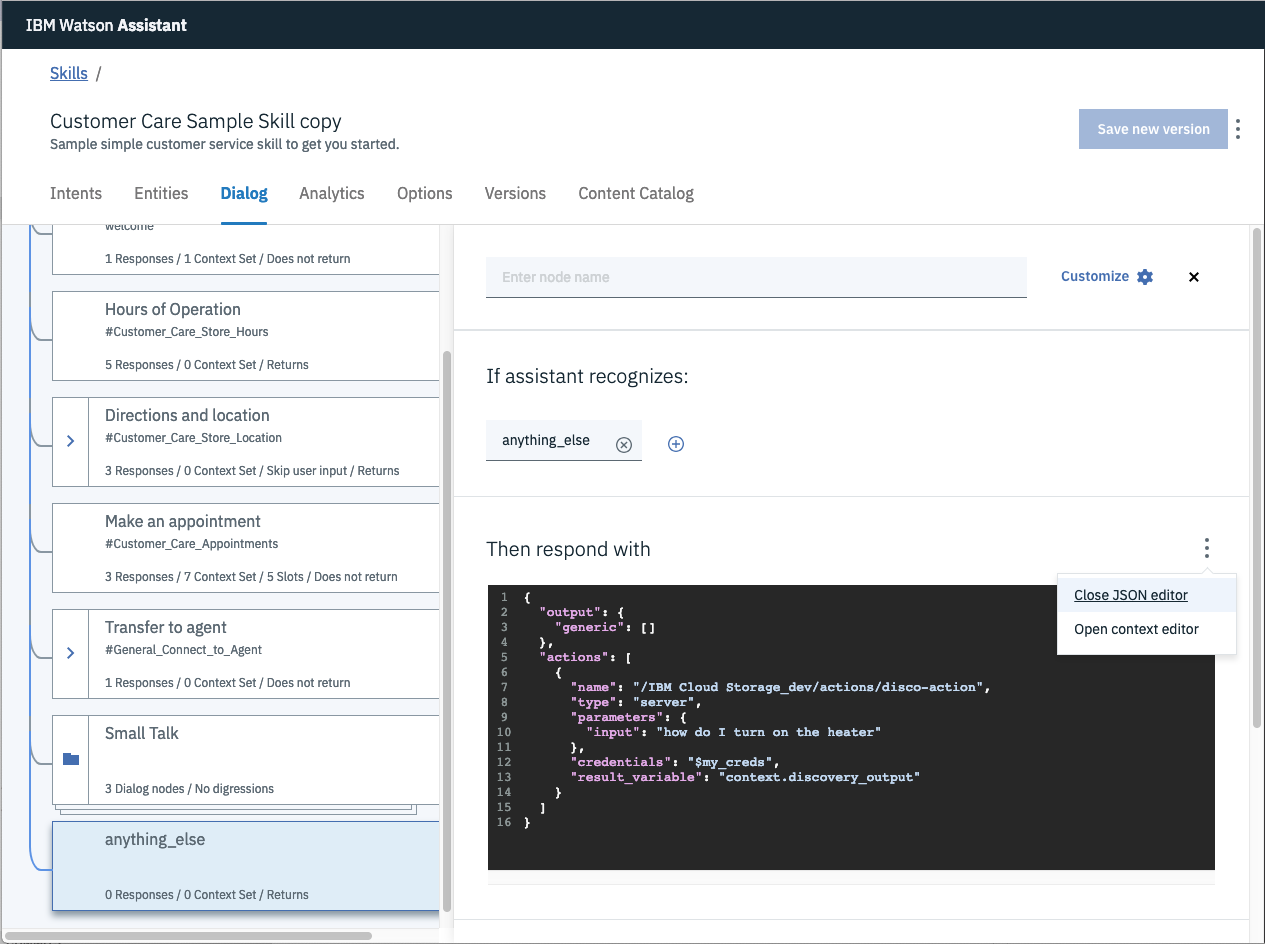 IBM Watson Assistant
Skills /
Customer Care Sample Skill copy
Sample simple customer service skill to get you started.
Save new version
Intents Entities Dialog Analytics Options Versions Content Catalog
welcome
1 Responses / 1 Context Set / Does not return
Hours of Operation
#Customer_Care_Store_Hours
5 Responses / 0 Context Set / Returns
Directions and location
#Customer_Care_Store_Location
3 Responses / 0 Context Set / Skip user input / Returns
Make an appointment
#Customer_Care_Appointments
3 Responses / 7 Context Set / 5 Slots / Does not return
Transfer to agent
#General_Connect_to_Agent
1 Responses / 0 Context Set / Does not return
Small Talk
3 Dialog nodes / No digressions
anything_else
0 Responses / 0 Context Set / Returns
Enter node name
Customize
If assistant recognizes:
anything_else
Then respond with
Close JSON editor
Open context editor
1 {
2 "output": {
3 "generic": []
4 },
5 "actions": [
6 {
7 "name": "/IBM Cloud Storage_dev/actions/disco-action",
8 "type": "server",
9 "parameters": {
10 "input": "how do I turn on the heater"
11 },
12 "credentials": "$my_creds",
13 "result_variable": "context.discovery_output"
14 }
15 ]
16 }